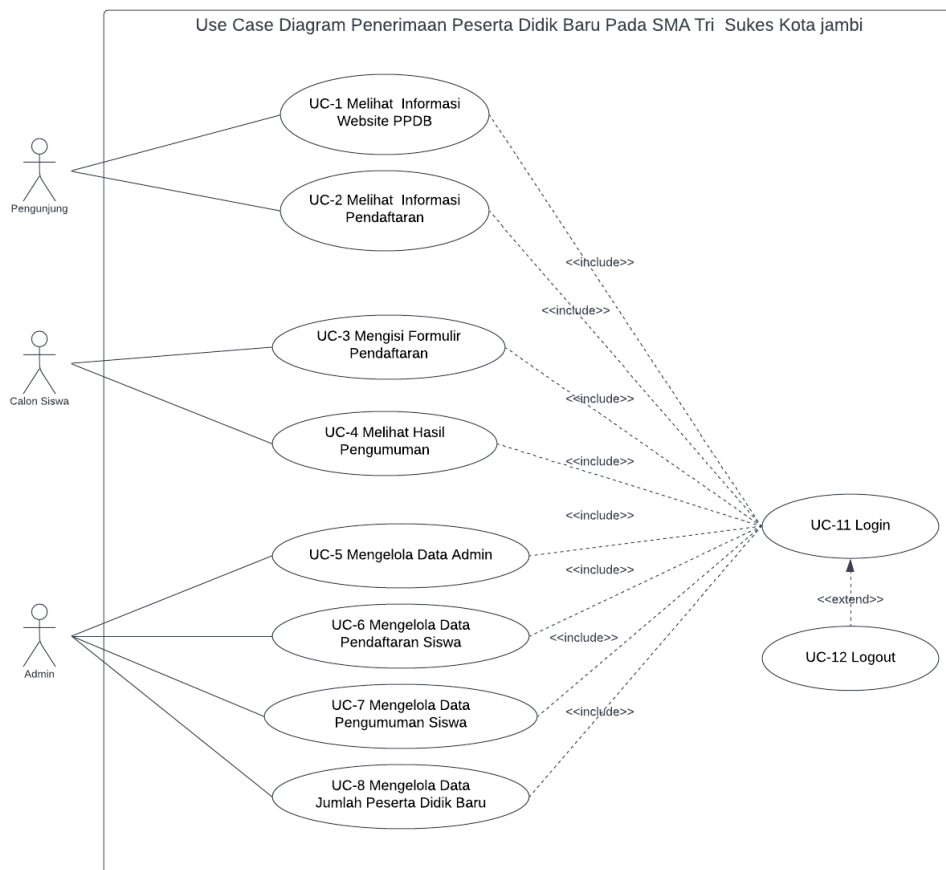 Use Case Diagram Penerimaan Peserta Didik Baru Pada SMA Tri  Sukes Kota jambi
UC-1 Melihat  Informasi
Website PPDB
Pengunjung
UC-2 Melihat  Informasi
Pendaftaran
<<include>>
<<include>>
UC-3 Mengisi Formulir
Pendaftaran
Calon Siswa
<<include>>
UC-4 Melihat Hasil
Pengumuman
<<include>>
<<include>>
UC-11 Login
UC-5 Mengelola Data Admin
<<include>>
<<extend>>
UC-6 Mengelola Data
Pendaftaran Siswa
<<include>>
UC-12 Logout
Admin
UC-7 Mengelola Data
Pengumuman Siswa
<<include>>
UC-8 Mengelola Data
Jumlah Peserta Didik Baru